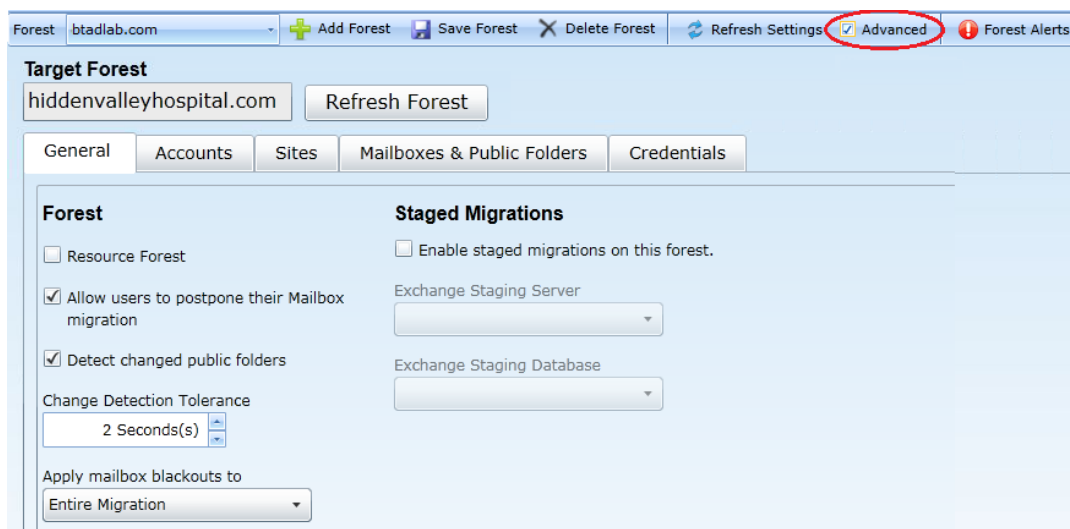 Forest btadlab.com Add Forest Save Forest Delete Forest Refresh Settings Advanced Forest Alerts
Target Forest
hiddenvalleyhospital.com Refresh Forest
General Accounts Sites Mailboxes & Public Folders Credentials
Forest
Resource Forest
Allow users to postpone their Mailbox
migration
Detect changed public folders
Change Detection Tolerance
2 Seconds(s)
Apply mailbox blackouts to
Entire Migration
Staged Migrations
Enable staged migrations on this forest.
Exchange Staging Server
Exchange Staging Database